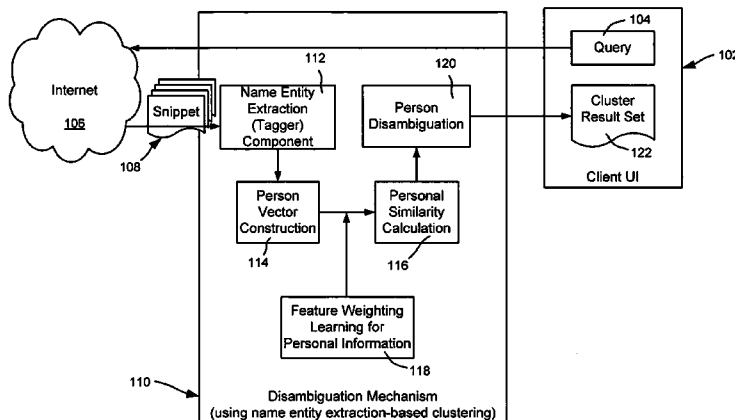 112
104
Query
102
120
Internet
106
Snippet
108
Name Entity
Extraction
(Tagger)
Component
Person
Disambiguation
Cluster
Result Set
122
Client UI
Person
Vector
Construction
114
Personal
Similarity
Calculation
116
Feature Weighting
Learning for
Personal Information
118
110
Disambiguation Mechanism
(using name entity extraction-based clustering)